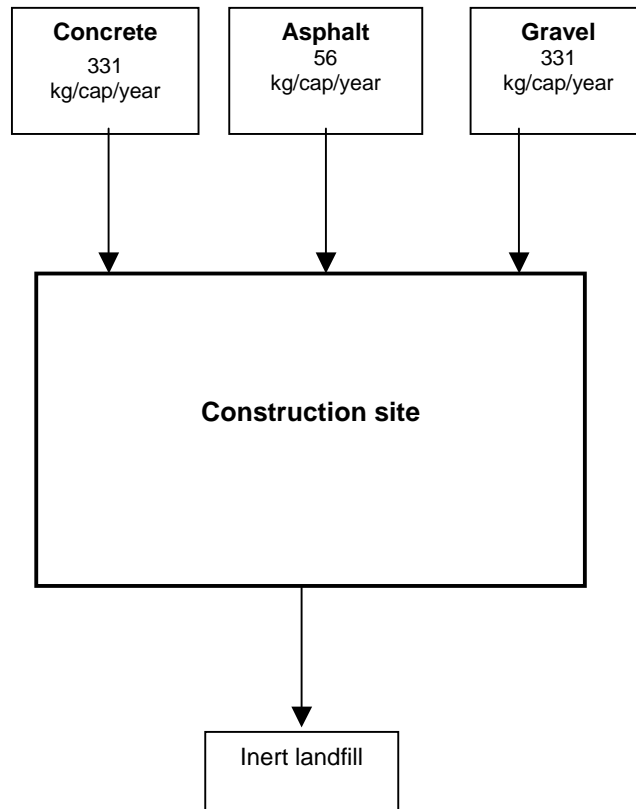 Concrete
331
kg/cap/year
Asphalt
56
kg/cap/year
Gravel
331
kg/cap/year
Construction site
Inert landfill